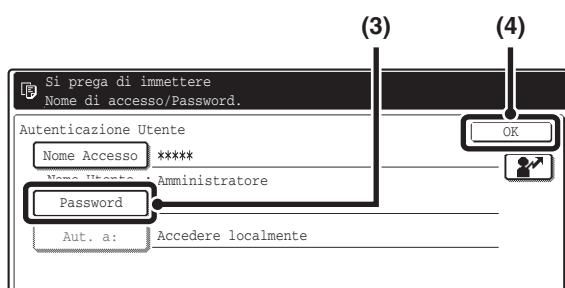 (3) (4)
Si prega di immettere
Nome di accesso/Password.
Autenticazione Utente
OK
Nome Accesso *****
Nome Utente : Amministratore
Password
Aut. a: Accedere localmente